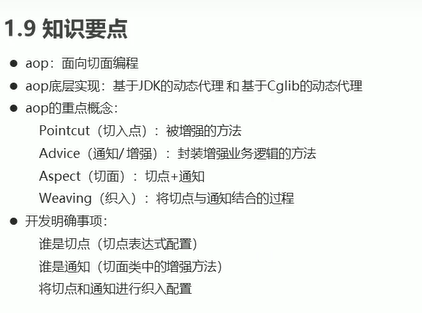 1.9 知识要点
● aop：面向切面编程
● aop底层实现：基于JDK的动态代理 和 基于Cglib的动态代理
● aop的重点概念：
Pointcut（切入点）：被增强的方法
Advice（通知/ 增强）：封装增强业务逻辑的方法
Aspect（切面）：切点+通知
Weaving（织入）：将切点与通知结合的过程
● 开发明确事项：
谁是切点（切点表达式配置）
谁是通知（切面类中的增强方法）
将切点和通知进行织入配置